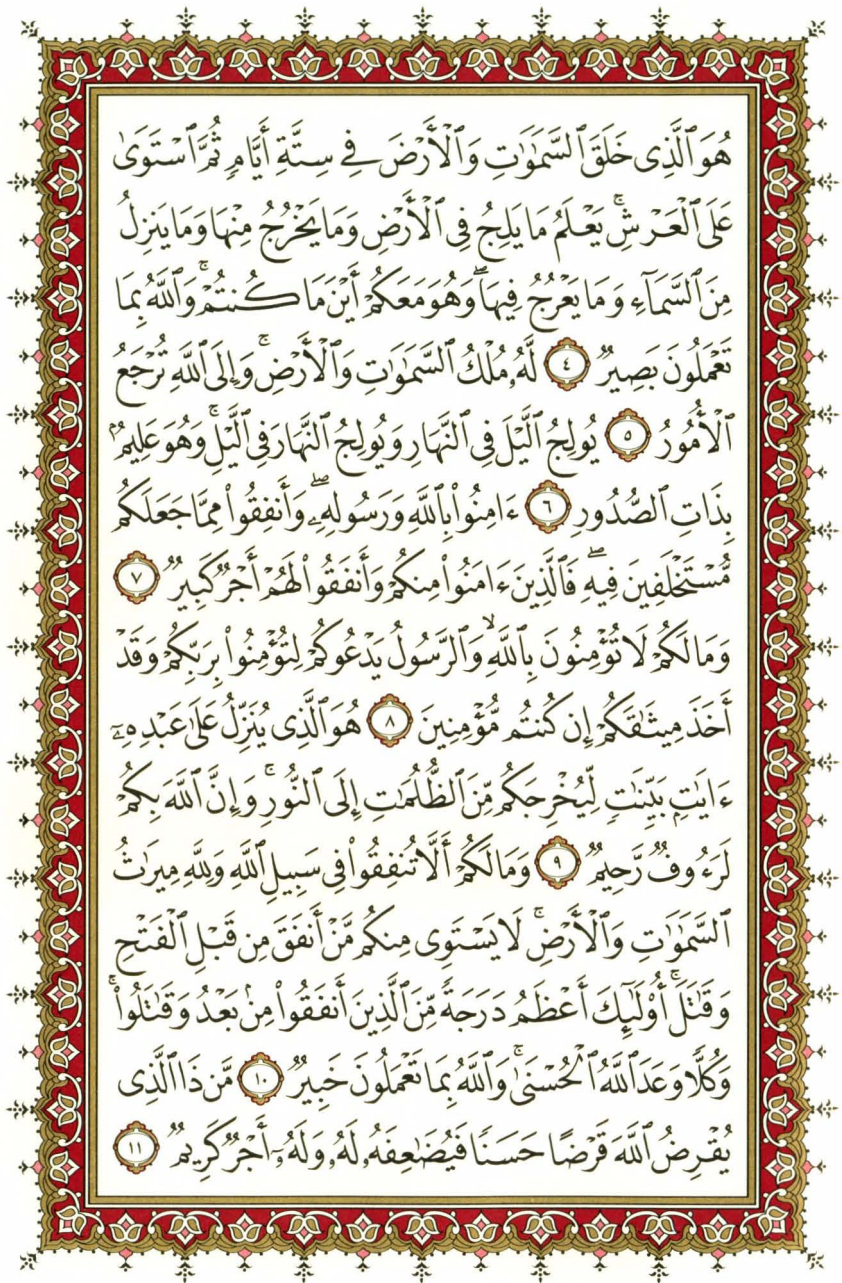 هُوَ ٱلَّذِى خَلَقَ ٱلسَّمَٰوَٰتِ وَٱلْأَرْضَ فِى سِتَّةِ أَيَّامٍ ثُمَّ ٱسْتَوَىٰ
عَلَى ٱلْعَرْشِ ۚ يَعْلَمُ مَا يَلِجُ فِى ٱلْأَرْضِ وَمَا يَخْرُجُ مِنْهَا وَمَا يَنزِلُ
مِنَ ٱلسَّمَآءِ وَمَا يَعْرُجُ فِيهَا ۖ وَهُوَ مَعَكُمْ أَيْنَ مَا كُنتُمْ ۚ وَٱللَّهُ بِمَا
تَعْمَلُونَ بَصِيرٌ ٤ لَّهُۥ مُلْكُ ٱلسَّمَٰوَٰتِ وَٱلْأَرْضِ ۚ وَإِلَى ٱللَّهِ تُرْجَعُ
ٱلْأُمُورُ ٥ يُولِجُ ٱلَّيْلَ فِى ٱلنَّهَارِ وَيُولِجُ ٱلنَّهَارَ فِى ٱلَّيْلِ ۚ وَهُوَ عَلِيمٌۢ
بِذَاتِ ٱلصُّدُورِ ٦ ءَامِنُوا۟ بِٱللَّهِ وَرَسُولِهِۦ وَأَنفِقُوا۟ مِمَّا جَعَلَكُم
مُّسْتَخْلَفِينَ فِيهِ ۖ فَٱلَّذِينَ ءَامَنُوا۟ مِنكُمْ وَأَنفَقُوا۟ لَهُمْ أَجْرٌ كَبِيرٌ ٧
وَمَا لَكُمْ لَا تُؤْمِنُونَ بِٱللَّهِ ۙ وَٱلرَّسُولُ يَدْعُوكُمْ لِتُؤْمِنُوا۟ بِرَبِّكُمْ وَقَدْ
أَخَذَ مِيثَٰقَكُمْ إِن كُنتُم مُّؤْمِنِينَ ٨ هُوَ ٱلَّذِى يُنَزِّلُ عَلَىٰ عَبْدِهِۦٓ
ءَايَٰتٍۭ بَيِّنَٰتٍ لِّيُخْرِجَكُم مِّنَ ٱلظُّلُمَٰتِ إِلَى ٱلنُّورِ ۚ وَإِنَّ ٱللَّهَ بِكُمْ
لَرَءُوفٌ رَّحِيمٌ ٩ وَمَا لَكُمْ أَلَّا تُنفِقُوا۟ فِى سَبِيلِ ٱللَّهِ وَلِلَّهِ مِيرَٰثُ
ٱلسَّمَٰوَٰتِ وَٱلْأَرْضِ ۚ لَا يَسْتَوِى مِنكُم مَّنْ أَنفَقَ مِن قَبْلِ ٱلْفَتْحِ
وَقَٰتَلَ ۚ أُو۟لَٰٓئِكَ أَعْظَمُ دَرَجَةً مِّنَ ٱلَّذِينَ أَنفَقُوا۟ مِنۢ بَعْدُ وَقَٰتَلُوا۟ ۚ
وَكُلًّا وَعَدَ ٱللَّهُ ٱلْحُسْنَىٰ ۚ وَٱللَّهُ بِمَا تَعْمَلُونَ خَبِيرٌ ١٠ مَّن ذَا ٱلَّذِى
يُقْرِضُ ٱللَّهَ قَرْضًا حَسَنًا فَيُضَٰعِفَهُۥ لَهُۥ وَلَهُۥٓ أَجْرٌ كَرِيمٌ ١١